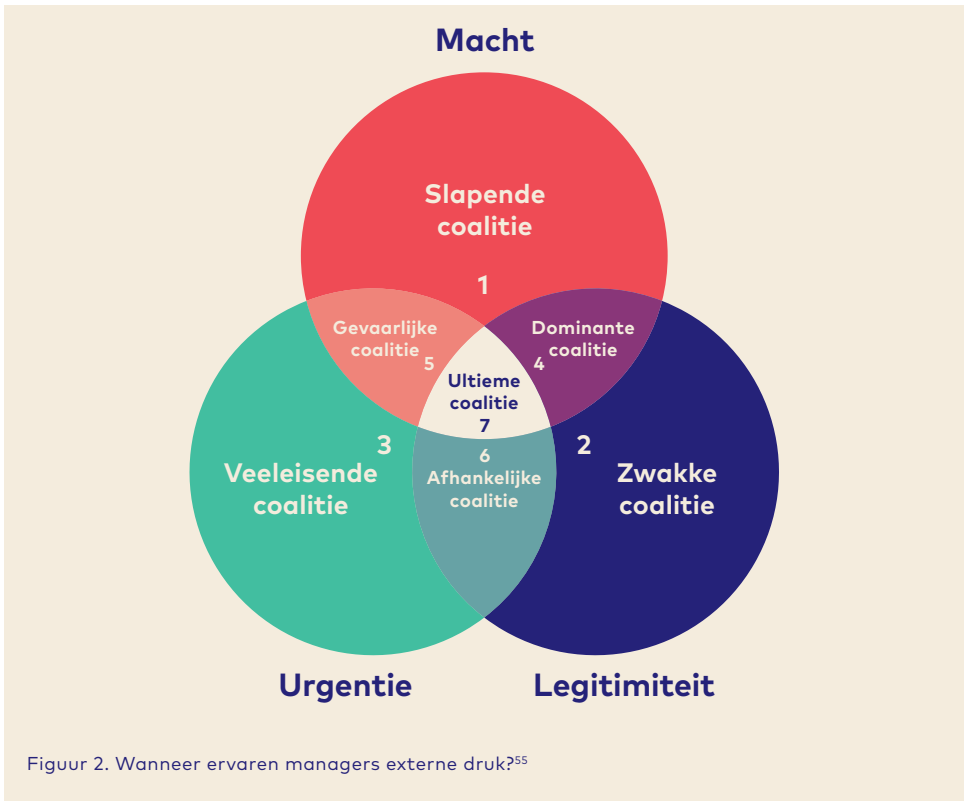 Macht
Slapende
coalitie
1
Gevaarlijke
coalitie
5
Dominante
coalitie
4
Ultieme
coalitie
7
3
Veeleisende
coalitie
6
Afhankelijke
coalitie
2
Zwakke
coalitie
Urgentie
Legitimiteit
Figuur 2. Wanneer ervaren managers externe druk?⁵⁵